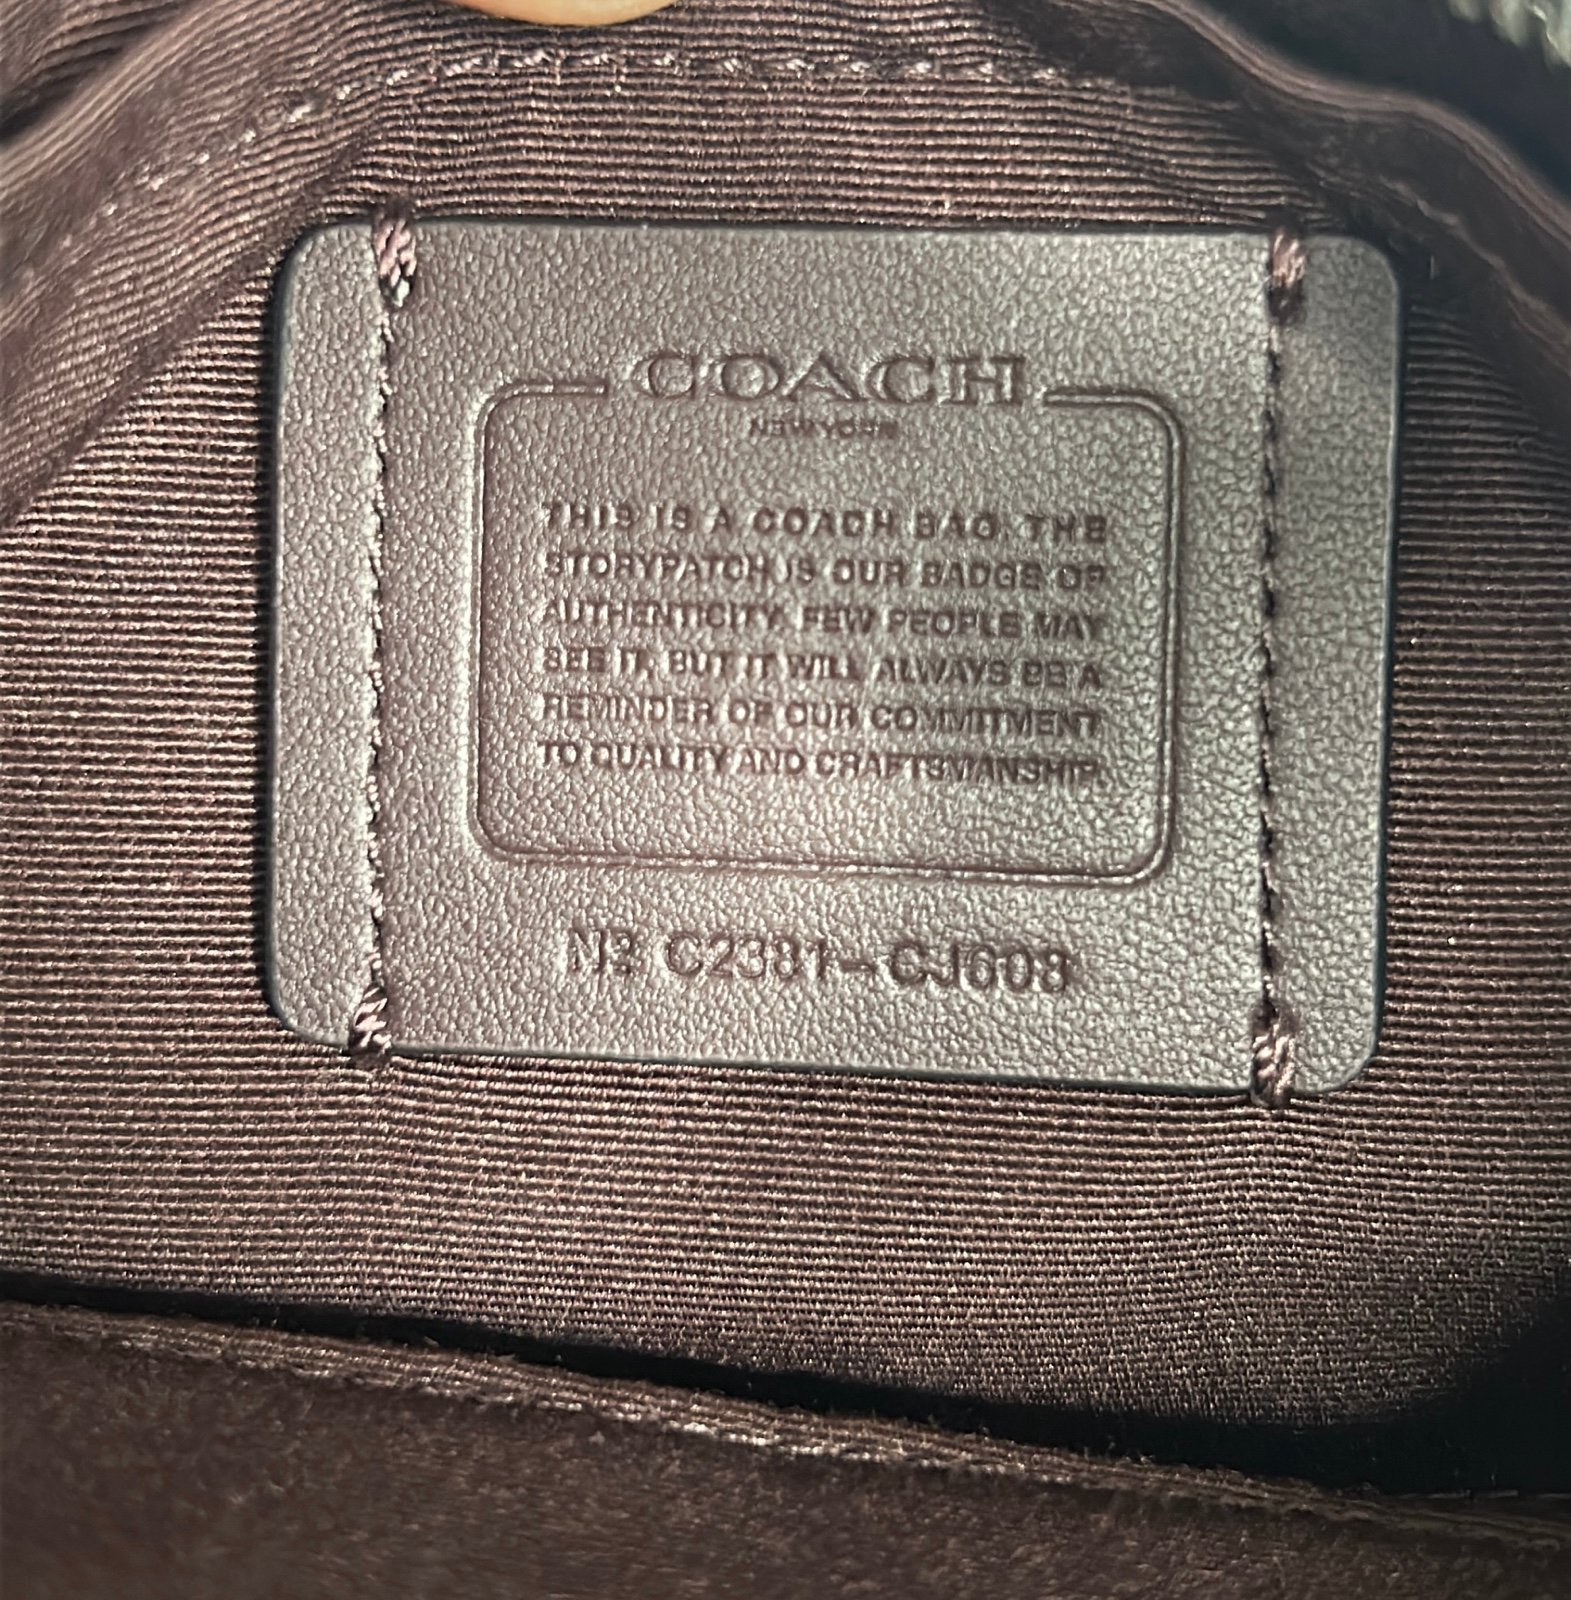 COACH
NEW YORK
THIS IS A COACH BAG. THE
STORYPATCH IS OUR BADGE OF
AUTHENTICITY. FEW PEOPLE MAY
SEE IT, BUT IT WILL ALWAYS BE A
REMINDER OF OUR COMMITMENT
TO QUALITY AND CRAFTSMANSHIP.
Nº C2381-CJ608